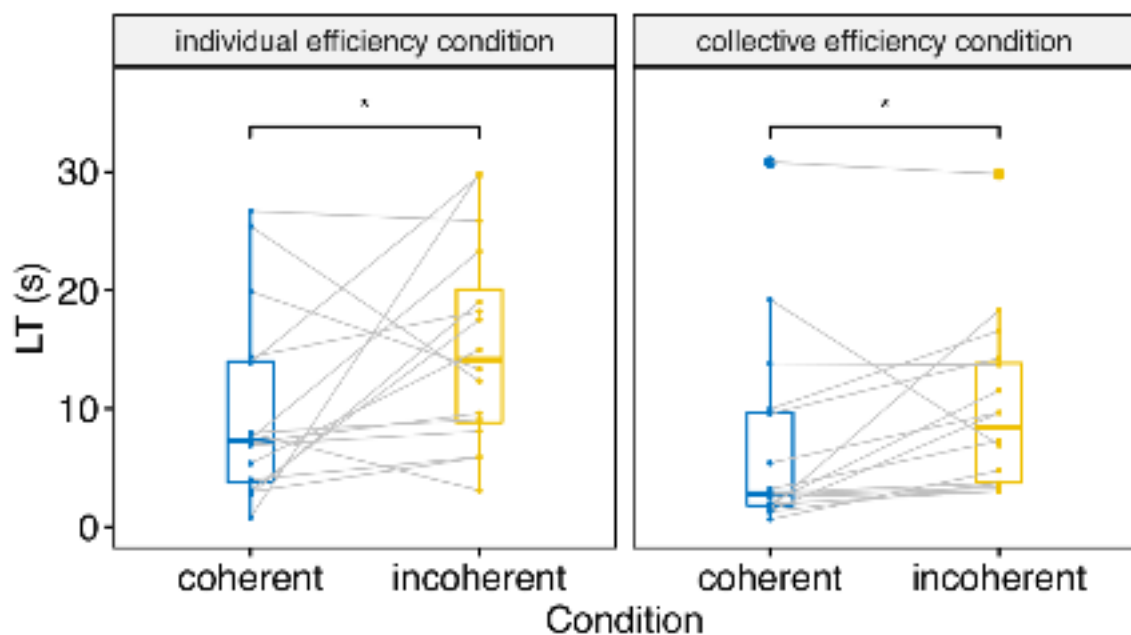 individual efficiency condition
collective efficiency condition
*
*
30
20
10
0
LT (s)
coherent
incoherent
coherent
incoherent
Condition